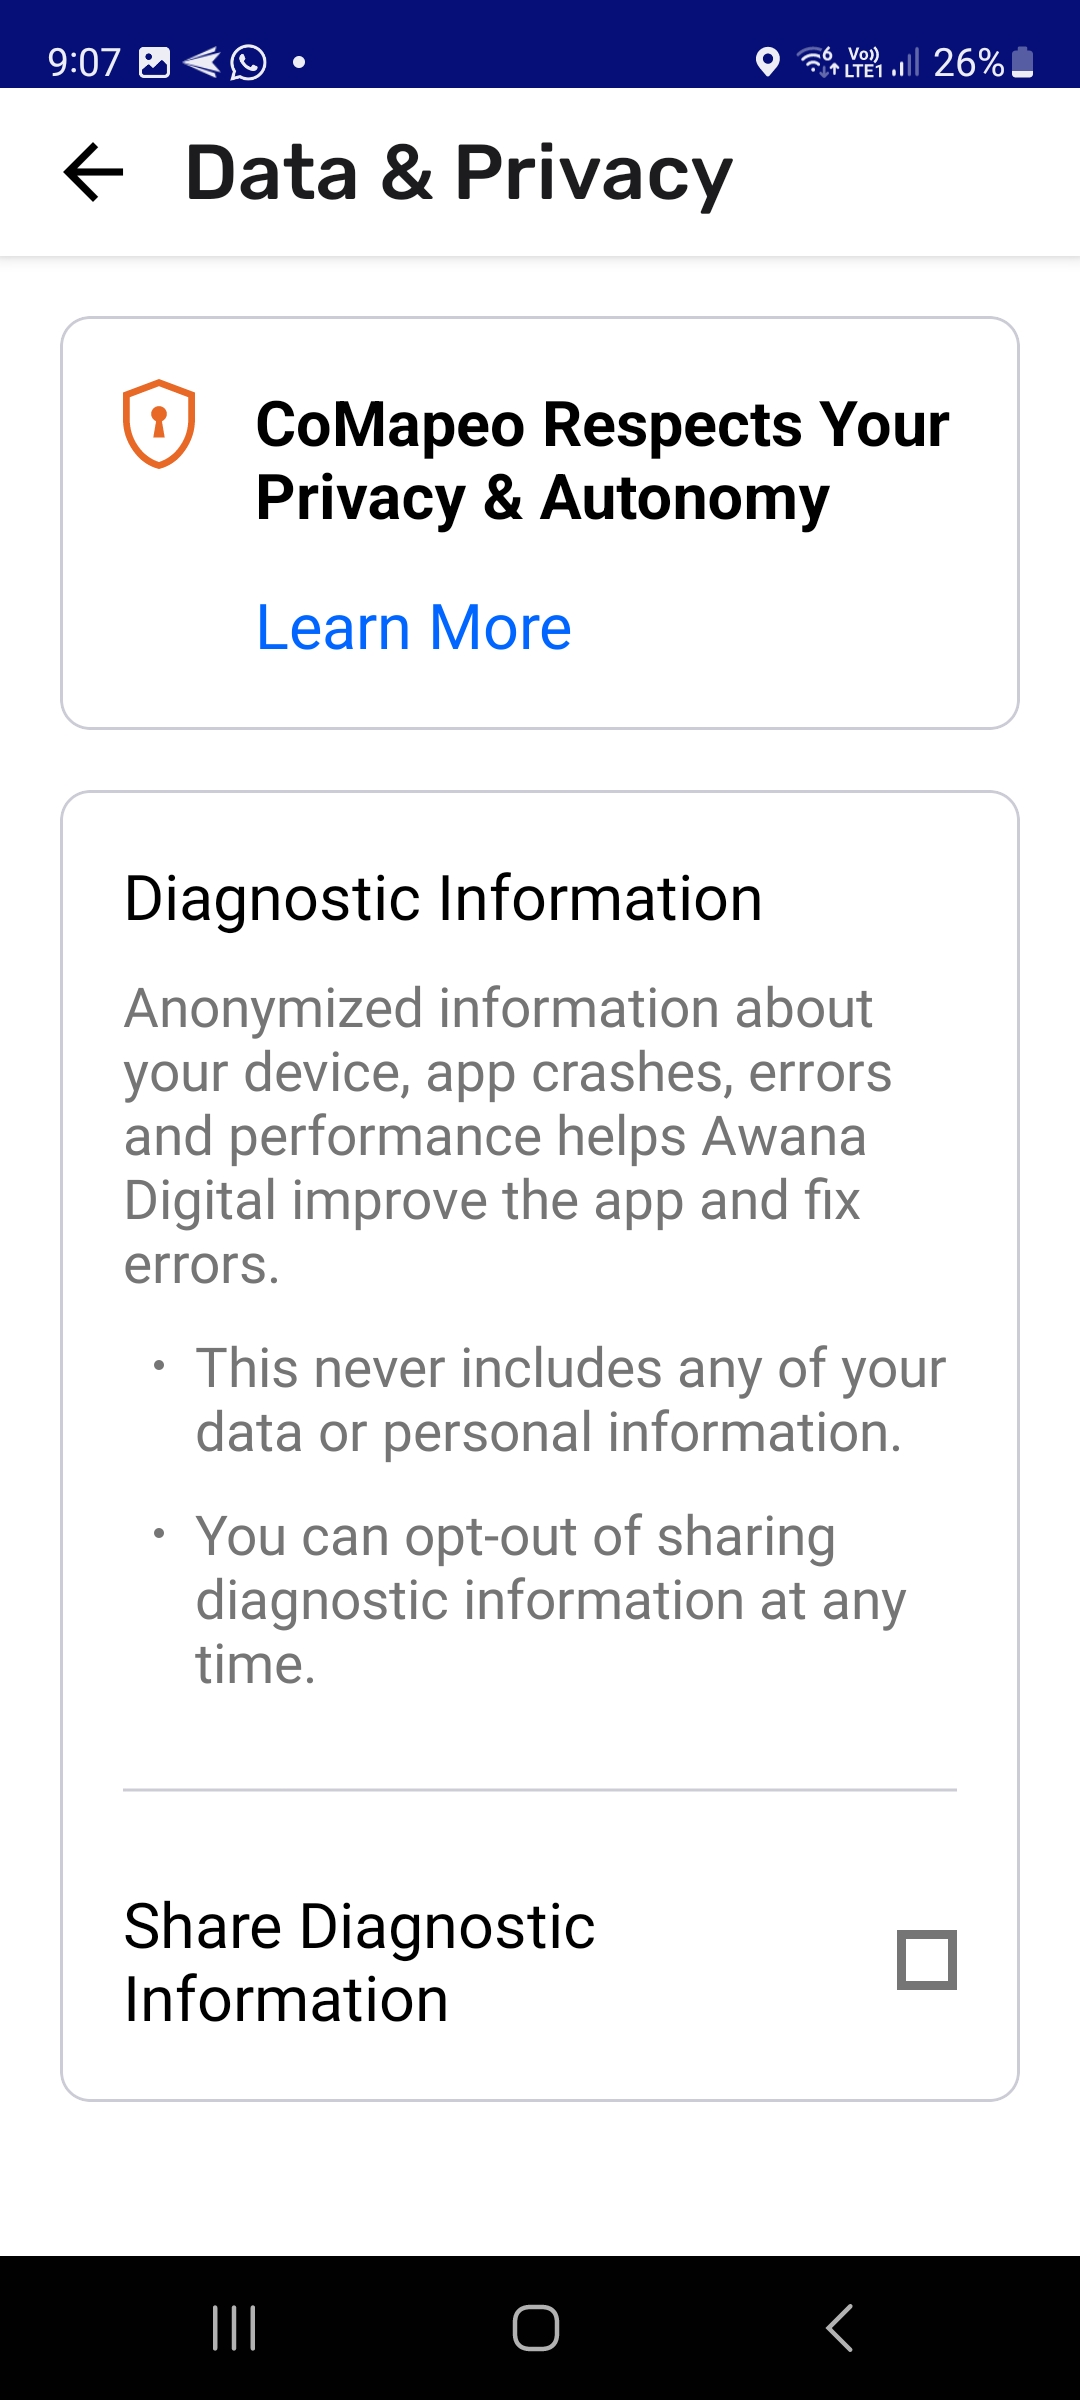 9:07 26%
Vo))
LTE1
6
Data & Privacy
CoMapeo Respects Your
Privacy & Autonomy
Learn More
Diagnostic Information
Anonymized information about
your device, app crashes, errors
and performance helps Awana
Digital improve the app and fix
errors.
• This never includes any of your
data or personal information.
• You can opt-out of sharing
diagnostic information at any
time.
Share Diagnostic
Information